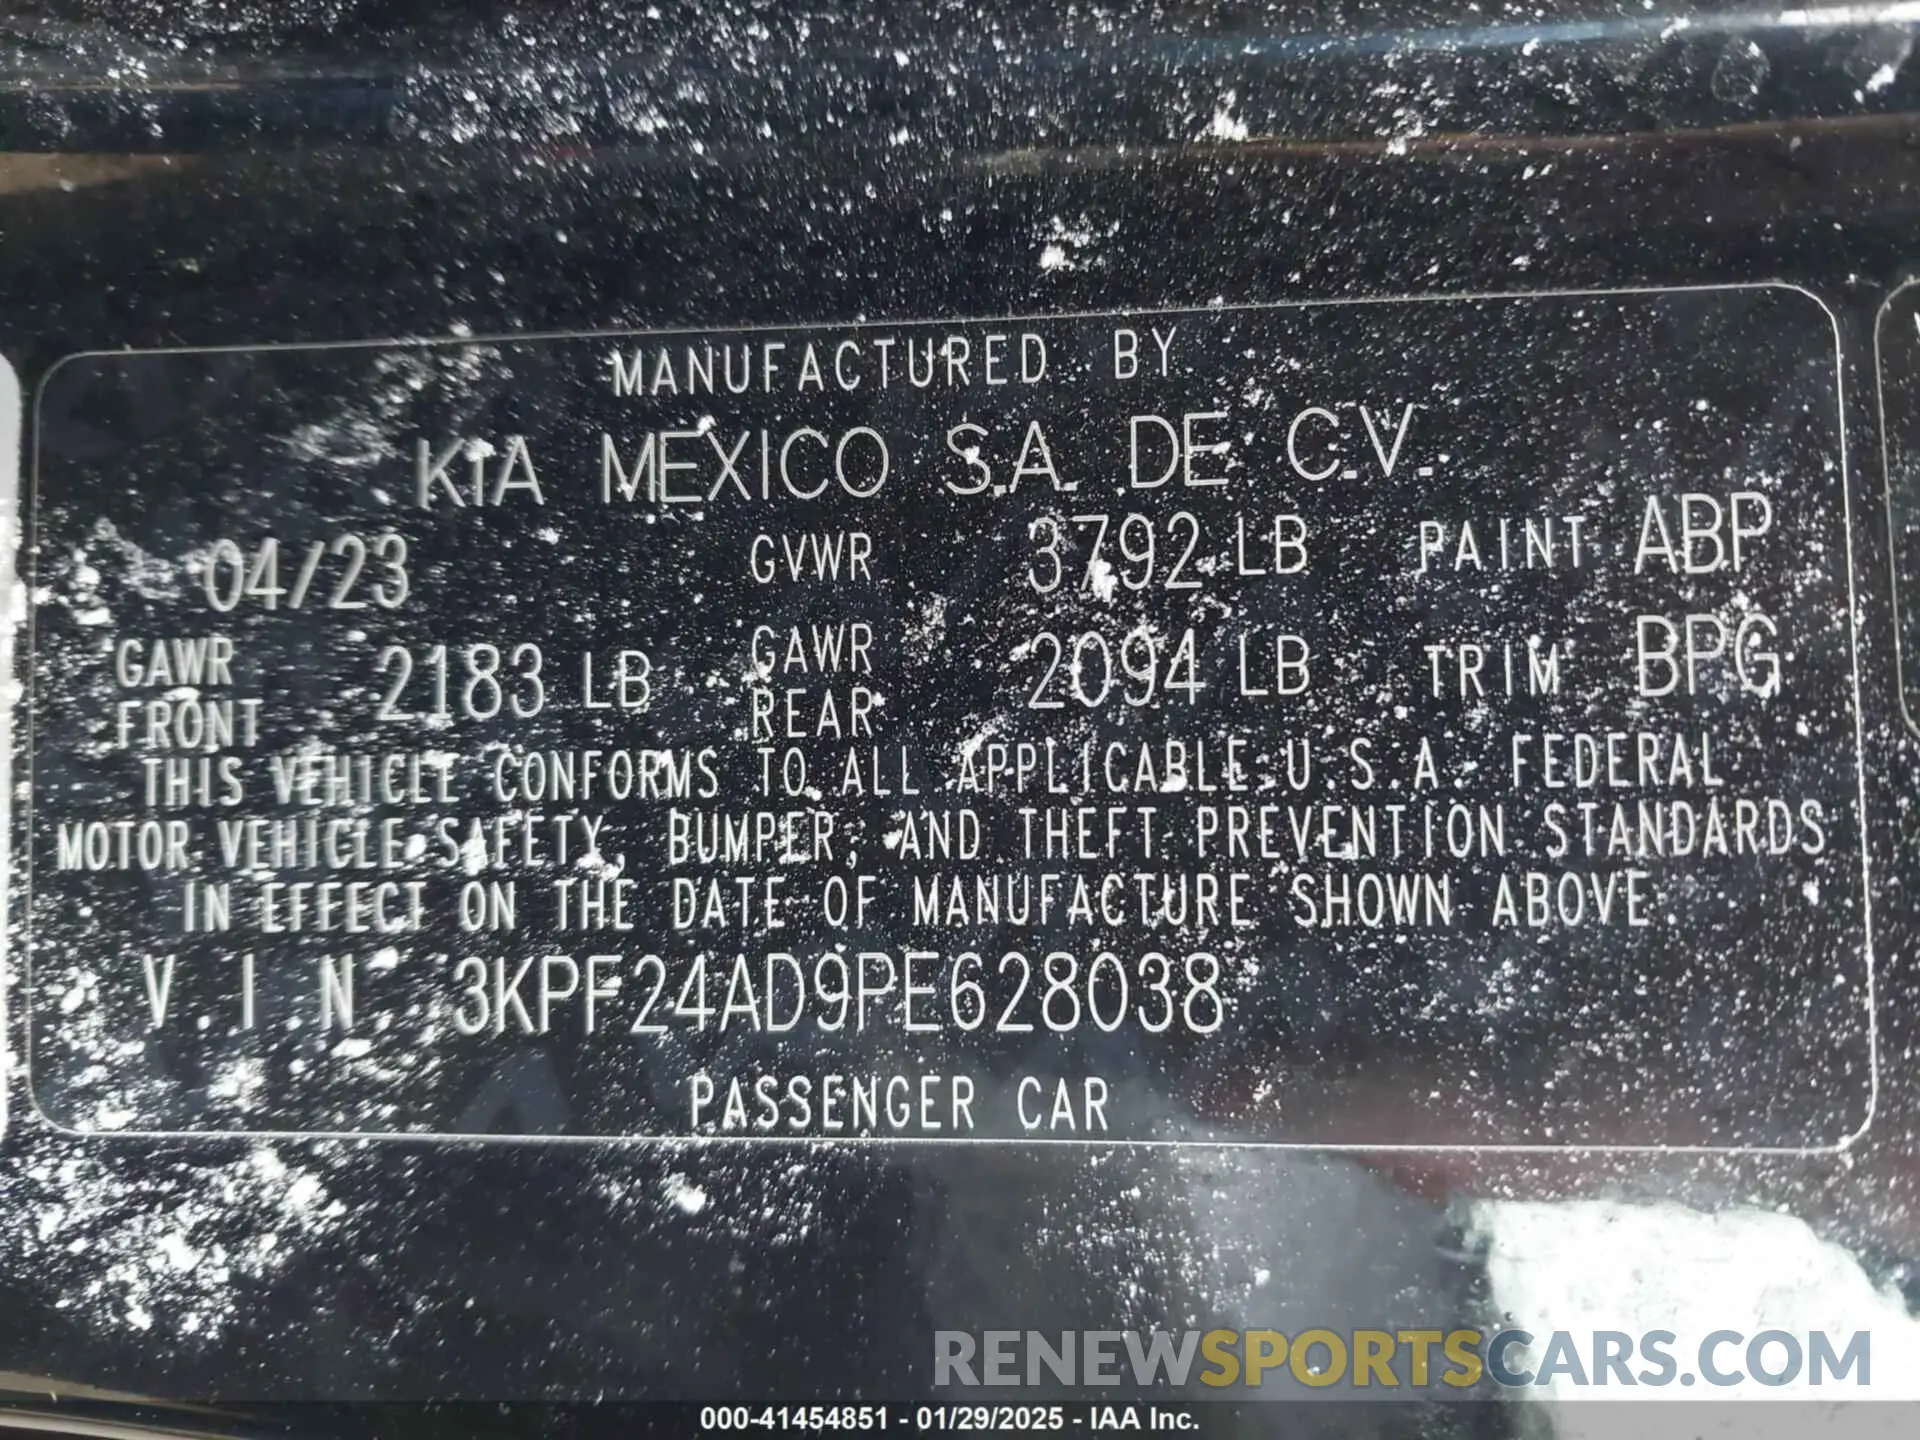 MANUFACTURED BY
KIA MEXICO S.A. DE C.V.
04/23 GVWR 3792 LB PAINT ABP
GAWR FRONT 2183 LB GAWR REAR 2094 LB TRIM BPG
THIS VEHICLE CONFORMS TO ALL APPLICABLE U.S.A. FEDERAL
MOTOR VEHICLE SAFETY, BUMPER, AND THEFT PREVENTION STANDARDS
IN EFFECT ON THE DATE OF MANUFACTURE SHOWN ABOVE.
V I N 3KPF24AD9PE628038
PASSENGER CAR
RENEWSPORTSCARS.COM
000-41454851 - 01/29/2025 - IAA Inc.